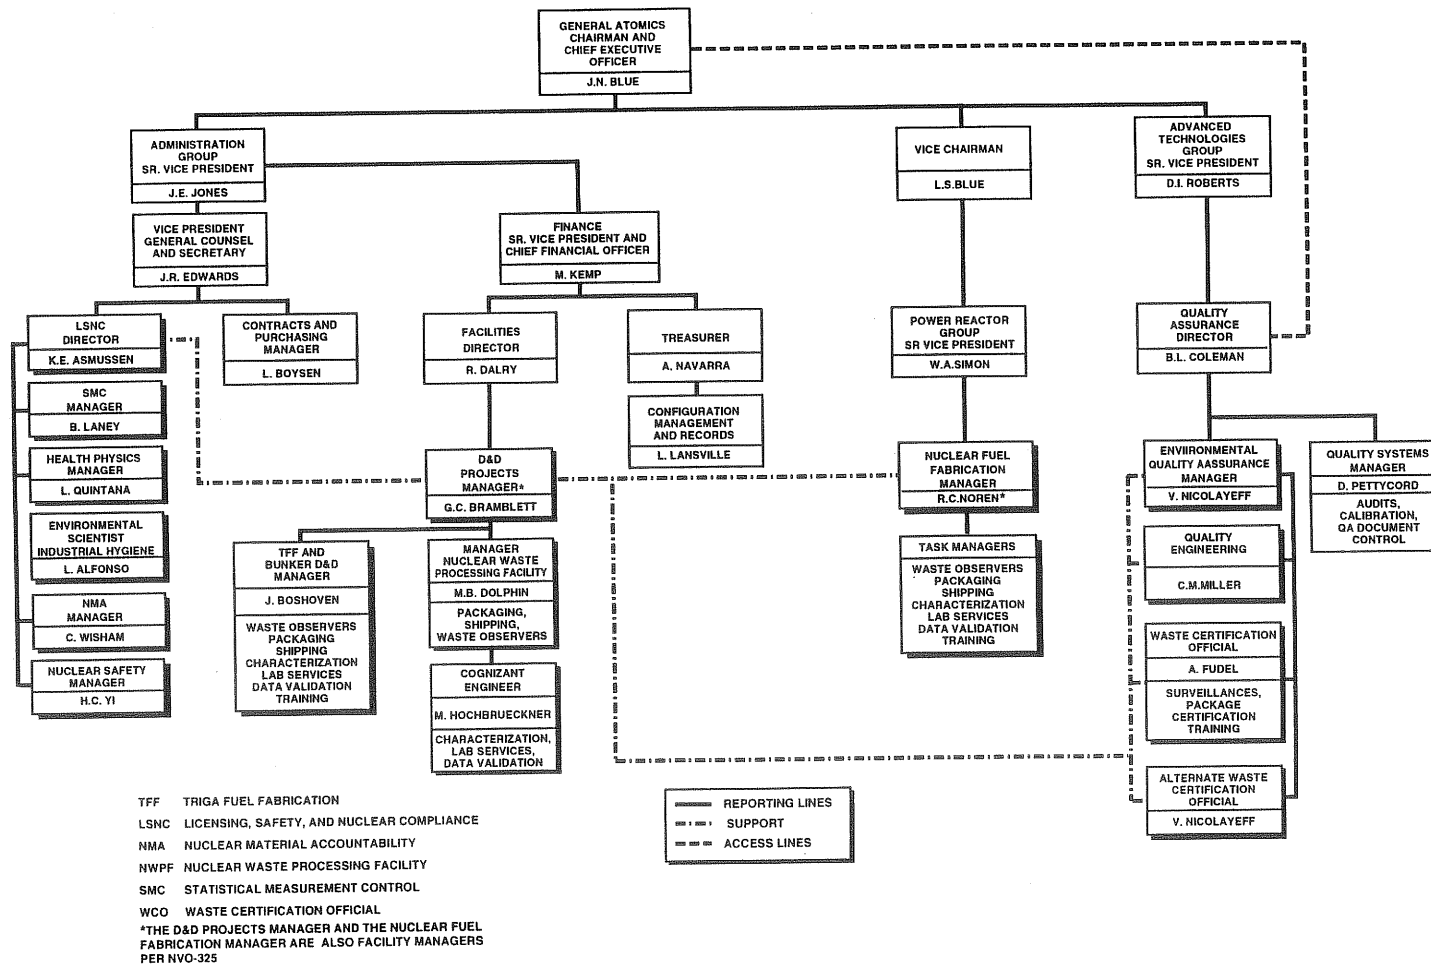 GENERAL ATOMICS
CHAIRMAN AND
CHIEF EXECUTIVE
OFFICER
J.N. BLUE
ADMINISTRATION
GROUP
SR. VICE PRESIDENT
J.E. JONES
VICE CHAIRMAN
L.S.BLUE
ADVANCED
TECHNOLOGIES
GROUP
SR. VICE PRESIDENT
D.I. ROBERTS
VICE PRESIDENT
GENERAL COUNSEL
AND SECRETARY
J.R. EDWARDS
FINANCE
SR. VICE PRESIDENT AND
CHIEF FINANCIAL OFFICER
M. KEMP
LSNC
DIRECTOR
K.E. ASMUSSEN
CONTRACTS AND
PURCHASING
MANAGER
L. BOYSEN
FACILITIES
DIRECTOR
R. DALRY
TREASURER
A. NAVARRA
POWER REACTOR
GROUP
SR VICE PRESIDENT
W.A.SIMON
QUALITY
ASSURANCE
DIRECTOR
B.L. COLEMAN
SMC
MANAGER
B. LANEY
CONFIGURATION
MANAGEMENT
AND RECORDS
L. LANSVILLE
HEALTH PHYSICS
MANAGER
L. QUINTANA
D&D
PROJECTS
MANAGER*
G.C. BRAMBLETT
NUCLEAR FUEL
FABRICATION
MANAGER
R.C.NOREN*
ENVIRONMENTAL
QUALITY AASSURANCE
MANAGER
V. NICOLAYEFF
QUALITY SYSTEMS
MANAGER
D. PETTYCORD
AUDITS,
CALIBRATION,
QA DOCUMENT
CONTROL
ENVIRONMENTAL
SCIENTIST
INDUSTRIAL HYGIENE
L. ALFONSO
TFF AND
BUNKER D&D
MANAGER
J. BOSHOVEN
WASTE OBSERVERS
PACKAGING
SHIPPING
CHARACTERIZATION
LAB SERVICES
DATA VALIDATION
TRAINING
MANAGER
NUCLEAR WASTE
PROCESSING FACILITY
M.B. DOLPHIN
PACKAGING,
SHIPPING,
WASTE OBSERVERS
TASK MANAGERS
WASTE OBSERVERS
PACKAGING
SHIPPING
CHARACTERIZATION
LAB SERVICES
DATA VALIDATION
TRAINING
QUALITY
ENGINEERING
C.M.MILLER
NMA
MANAGER
C. WISHAM
NUCLEAR SAFETY
MANAGER
H.C. YI
COGNIZANT
ENGINEER
M. HOCHBRUECKNER
CHARACTERIZATION,
LAB SERVICES,
DATA VALIDATION
WASTE CERTIFICATION
OFFICIAL
A. FUDEL
SURVEILLANCES,
PACKAGE
CERTIFICATION
TRAINING
ALTERNATE WASTE
CERTIFICATION
OFFICIAL
V. NICOLAYEFF
TFF TRIGA FUEL FABRICATION
LSNC LICENSING, SAFETY, AND NUCLEAR COMPLIANCE
NMA NUCLEAR MATERIAL ACCOUNTABILITY
NWPF NUCLEAR WASTE PROCESSING FACILITY
SMC STATISTICAL MEASUREMENT CONTROL
WCO WASTE CERTIFICATION OFFICIAL
*THE D&D PROJECTS MANAGER AND THE NUCLEAR FUEL
FABRICATION MANAGER ARE ALSO FACILITY MANAGERS
PER NVO-325
REPORTING LINES
SUPPORT
ACCESS LINES